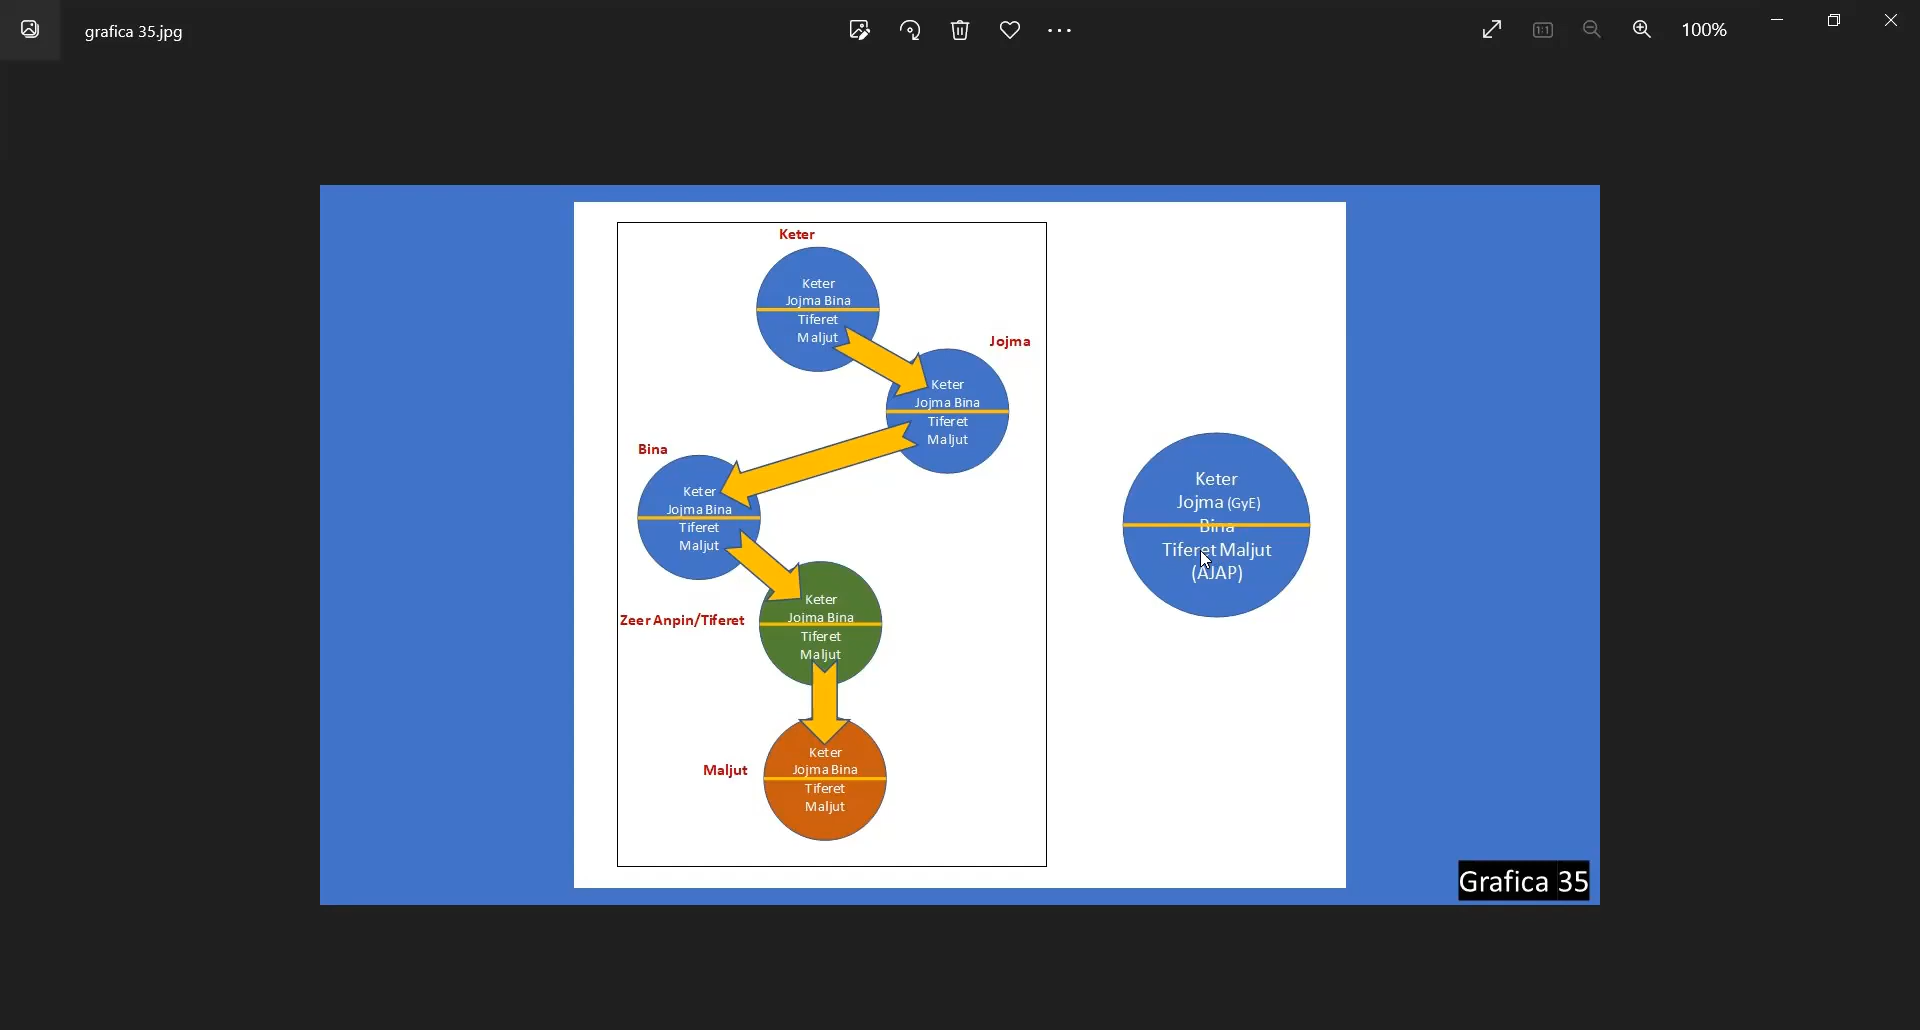 grafica 35.jpg
100%
Keter
Keter
Jojma Bina
Tiferet
Maljut
Jojma
Keter
Jojma Bina
Tiferet
Maljut
Bina
Keter
Jojma Bina
Tiferet
Maljut
Zeer Anpin/Tiferet
Keter
Jojma Bina
Tiferet
Maljut
Maljut
Keter
Jojma Bina
Tiferet
Maljut
Keter
Jojma (GyE)
Bina
Tiferet Maljut
(AJAP)
Grafica 35